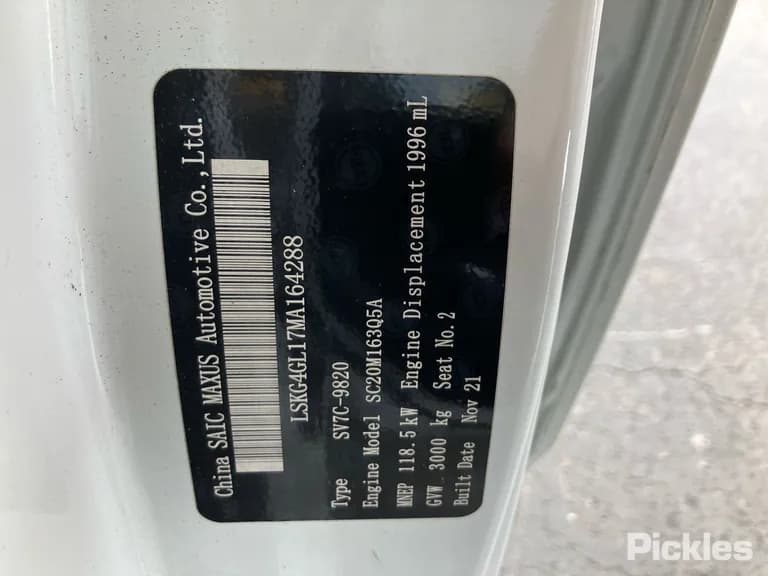 China SAIC MAXUS Automotive Co.,Ltd.
LSKG4GL17MA164288
Type SV7C-9820
Engine Model SC20M163Q5A
MNEP 118.5 kW Engine Displacement 1996 mL
GVW 3000 kg Seat No. 2
Built Date Nov 21
Pickles